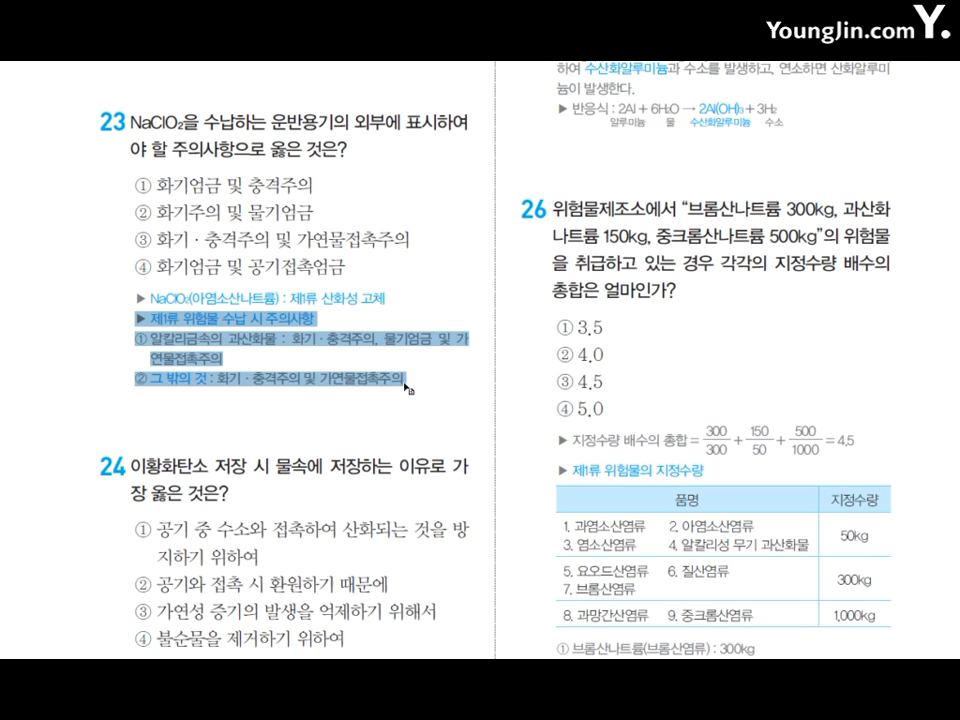 YoungJin.com Y.
23 NaClO₂을 수납하는 운반용기의 외부에 표시하여
야 할 주의사항으로 옳은 것은?
① 화기엄금 및 충격주의
② 화기주의 및 물기엄금
③ 화기 · 충격주의 및 가연물접촉주의
④ 화기엄금 및 공기접촉엄금
▶ NaClO₂(아염소산나트륨) : 제1류 산화성 고체
▶ 제1류 위험물 수납 시 주의사항
① 알칼리금속의 과산화물 : 화기 · 충격주의, 물기엄금 및 가
연물접촉주의
② 그 밖의 것 : 화기 · 충격주의 및 가연물접촉주의
24 이황화탄소 저장 시 물속에 저장하는 이유로 가
장 옳은 것은?
① 공기 중 수소와 접촉하여 산화되는 것을 방
지하기 위하여
② 공기와 접촉 시 환원하기 때문에
③ 가연성 증기의 발생을 억제하기 위해서
④ 불순물을 제거하기 위하여
하여 수산화알루미늄과 수소를 발생하고, 연소하면 산화알루미
늄이 발생한다.
▶ 반응식 : 2Al + 6H₂O → 2Al(OH)₃ + 3H₂
알루미늄 물 수산화알루미늄 수소
26 위험물제조소에서 “브롬산나트륨 300kg, 과산화
나트륨 150kg, 중크롬산나트륨 500kg”의 위험물
을 취급하고 있는 경우 각각의 지정수량 배수의
총합은 얼마인가?
① 3.5
② 4.0
③ 4.5
④ 5.0
▶ 지정수량 배수의 총합 = 300/300 + 150/50 + 500/1000 = 4.5
▶ 제1류 위험물의 지정수량
품명 지정수량
1. 과염소산염류 2. 아염소산염류
3. 염소산염류 4. 알칼리성 무기 과산화물
50kg
5. 요오드산염류 6. 질산염류
7. 브롬산염류
300kg
8. 과망간산염류 9. 중크롬산염류 1,000kg
① 브롬산나트륨(브롬산염류) : 300kg